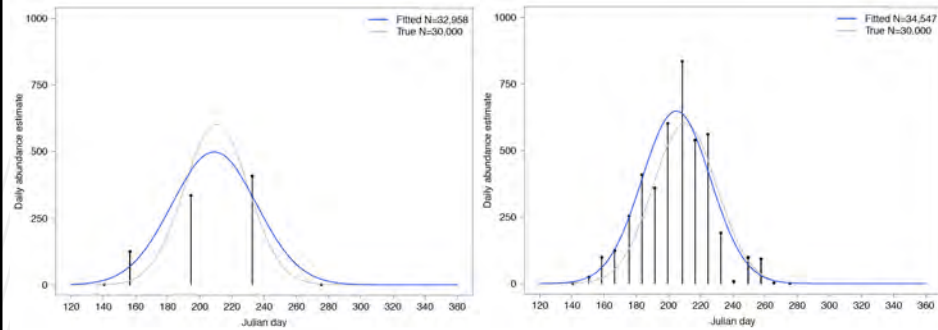 Fitted N=32,958
True N=30,000
1000
750
500
250
0
Daily abundance estimate
120 140 160 180 200 220 240 260 280 300 320 340 360
Julian day
Fitted N=34,547
True N=30,000
1000
750
500
250
0
Daily abundance estimate
120 140 160 180 200 220 240 260 280 300 320 340 360
Julian day